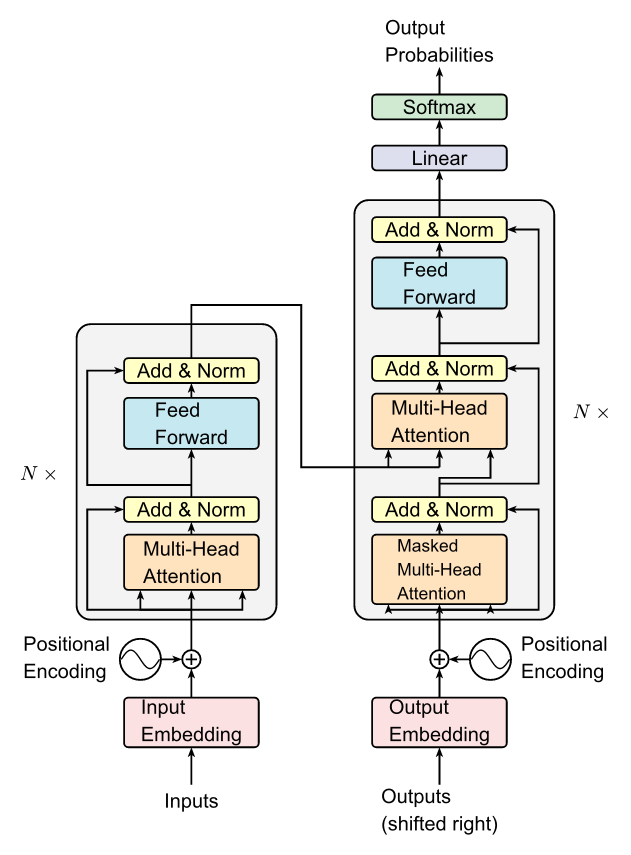 Output
Probabilities
Softmax
Linear
Add & Norm
Feed
Forward
Add & Norm
Multi-Head
Attention
N ×
Add & Norm
Masked
Multi-Head
Attention
Add & Norm
Feed
Forward
N ×
Add & Norm
Multi-Head
Attention
Positional
Encoding
Positional
Encoding
Input
Embedding
Output
Embedding
Inputs
Outputs
(shifted right)